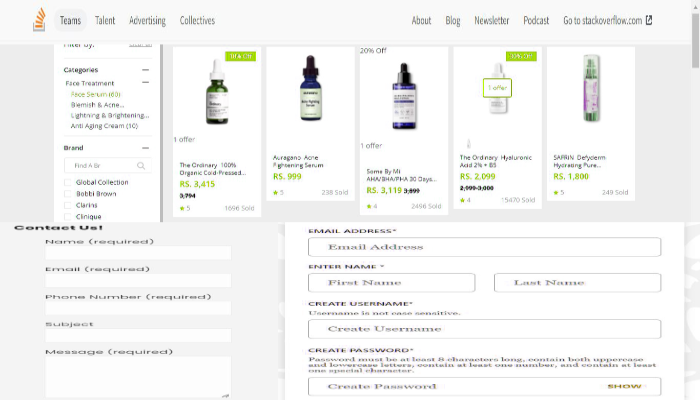 Teams Talent Advertising Collectives About Blog Newsletter Podcast Go to stackoverflow.com
Filter By:
Categories
Face Treatment
Face Serum (60)
Blemish & Acne...
Lightning & Brightening...
Anti Aging Cream (10)
Brand
Find A Br
Global Collection
Bobbi Brown
Clarins
Clinique
1 offer
The Ordinary 100%
Organic Cold-Pressed...
RS. 3,415
3,794
5 1696 Sold
Auragano Acne
Fightening Serum
RS. 999
5 238 Sold
20% Off
1 offer
Some By Mi
AHA/BHA/PHA 30 Days...
RS. 3,119 3,899
4 2496 Sold
1 offer
The Ordinary Hyaluronic
Acid 2% + B5
RS. 2,099
2,999-3,000
4 15470 Sold
SAFRIN Defyderm
Hydrating Pure...
RS. 1,800
5 249 Sold
Contact Us!
Name (required)
Email (required)
Phone Number (required)
Subject
Message (required)
EMAIL ADDRESS*
Email Address
ENTER NAME *
First Name Last Name
CREATE USERNAME*
Username is not case sensitive.
Create Username
CREATE PASSWORD*
Password must be at least 8 characters long, contain both uppercase
and lowercase letters, contain at least one number, and contain at least
one special character.
Create Password SHOW